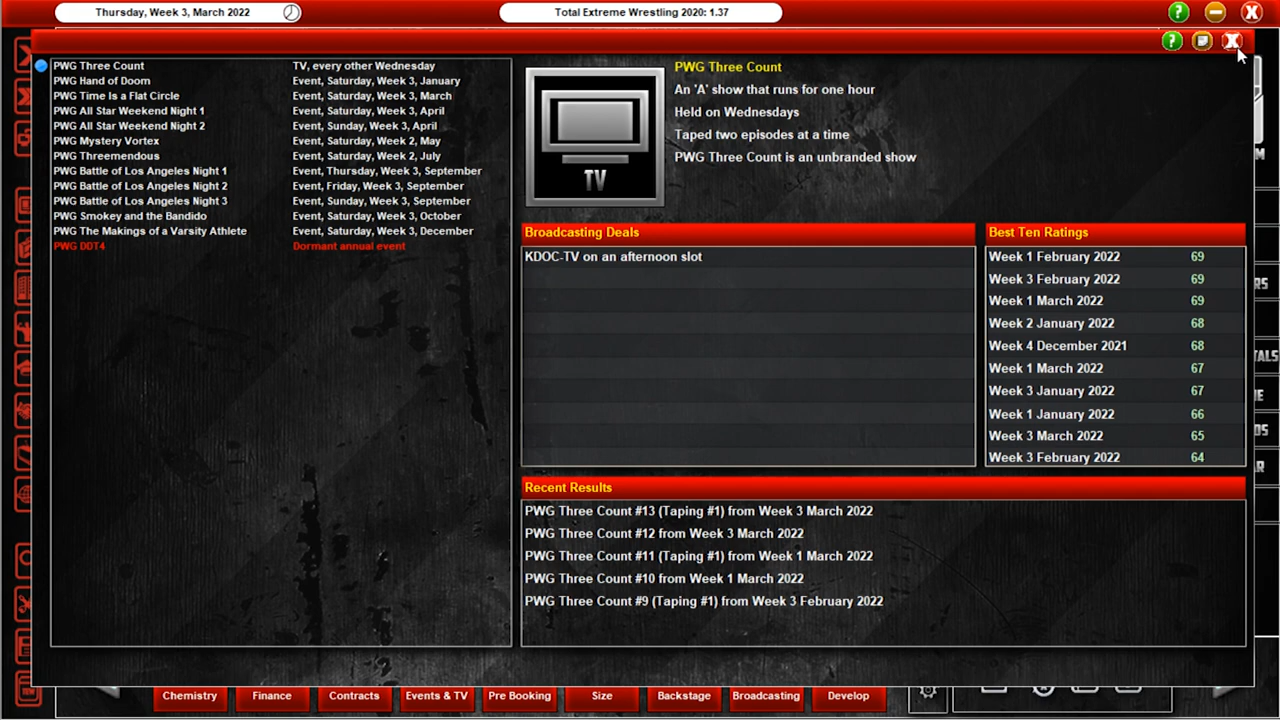 Thursday, Week 3, March 2022
Total Extreme Wrestling 2020: 1.37
PWG Three Count TV, every other Wednesday
PWG Hand of Doom Event, Saturday, Week 3, January
PWG Time Is a Flat Circle Event, Saturday, Week 3, March
PWG All Star Weekend Night 1 Event, Saturday, Week 3, April
PWG All Star Weekend Night 2 Event, Sunday, Week 3, April
PWG Mystery Vortex Event, Saturday, Week 2, May
PWG Threemendous Event, Saturday, Week 2, July
PWG Battle of Los Angeles Night 1 Event, Thursday, Week 3, September
PWG Battle of Los Angeles Night 2 Event, Friday, Week 3, September
PWG Battle of Los Angeles Night 3 Event, Sunday, Week 3, September
PWG Smokey and the Bandido Event, Saturday, Week 3, October
PWG The Makings of a Varsity Athlete Event, Saturday, Week 3, December
PWG DDT4 Dormant annual event
TV
PWG Three Count
An 'A' show that runs for one hour
Held on Wednesdays
Taped two episodes at a time
PWG Three Count is an unbranded show
Broadcasting Deals
KDOC-TV on an afternoon slot
Best Ten Ratings
Week 1 February 2022 69
Week 3 February 2022 69
Week 1 March 2022 69
Week 2 January 2022 68
Week 4 December 2021 68
Week 1 March 2022 67
Week 3 January 2022 67
Week 1 January 2022 66
Week 3 March 2022 65
Week 3 February 2022 64
Recent Results
PWG Three Count #13 (Taping #1) from Week 3 March 2022
PWG Three Count #12 from Week 3 March 2022
PWG Three Count #11 (Taping #1) from Week 1 March 2022
PWG Three Count #10 from Week 1 March 2022
PWG Three Count #9 (Taping #1) from Week 3 February 2022
Chemistry
Finance
Contracts
Events & TV
Pre Booking
Size
Backstage
Broadcasting
Develop